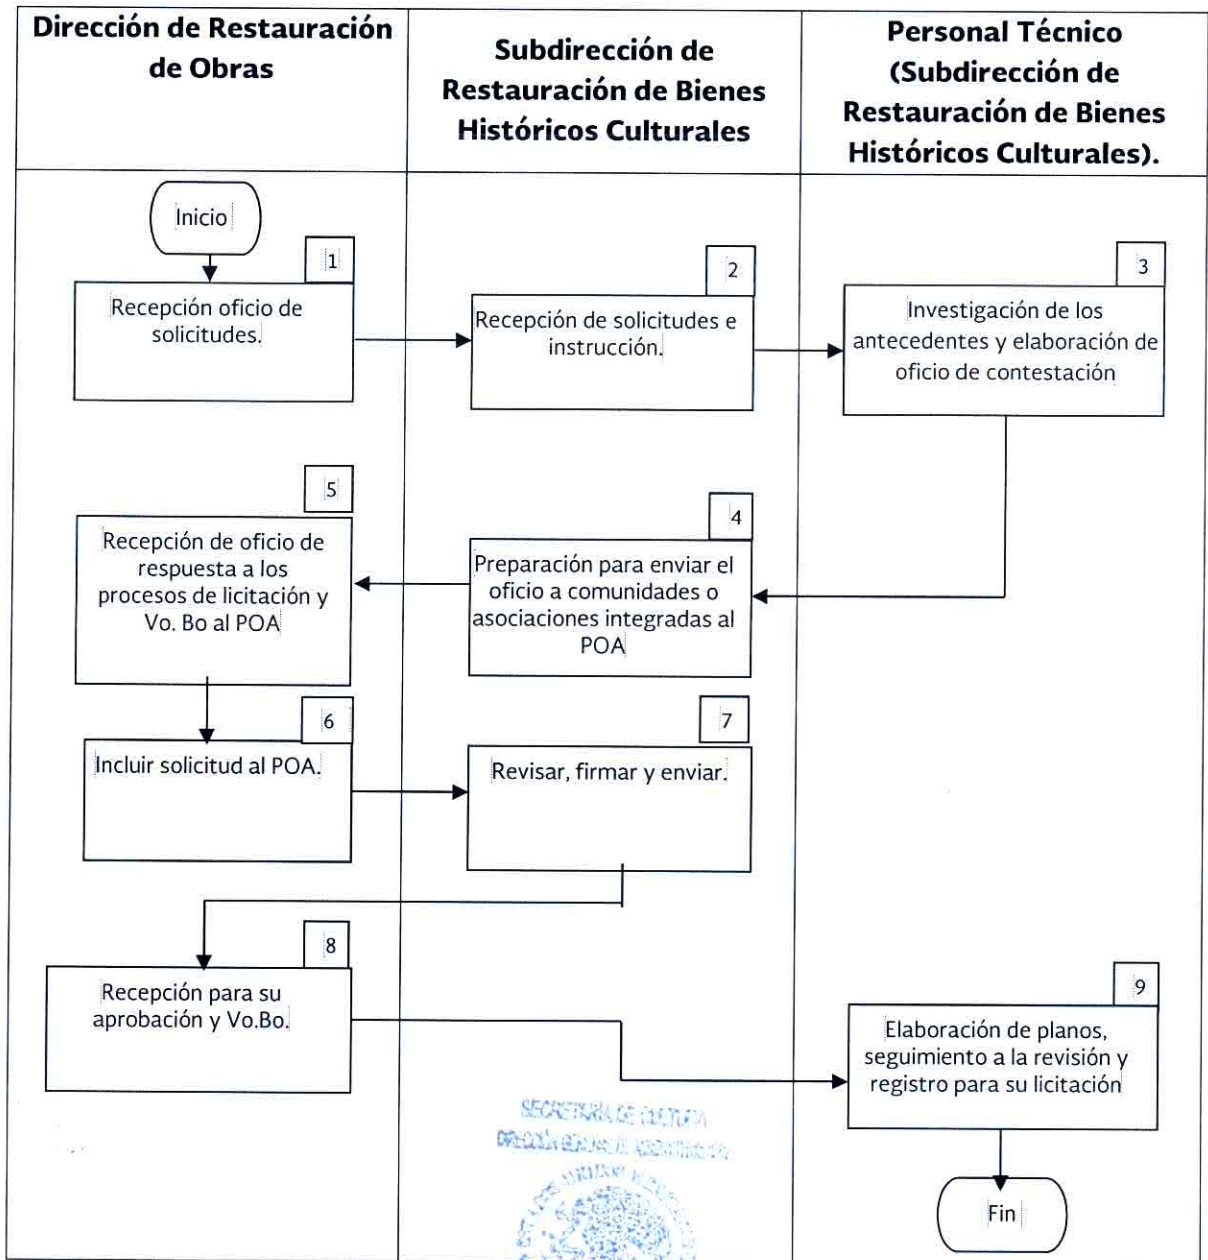 Dirección de Restauración
de Obras
Subdirección de
Restauración de Bienes
Históricos Culturales
Personal Técnico
(Subdirección de
Restauración de Bienes
Históricos Culturales).
Inicio
1
Recepción oficio de
solicitudes.
2
Recepción de solicitudes e
instrucción.
3
Investigación de los
antecedentes y elaboración de
oficio de contestación
4
Preparación para enviar el
oficio a comunidades o
asociaciones integradas al
POA
5
Recepción de oficio de
respuesta a los
procesos de licitación y
Vo. Bo al POA
6
Incluir solicitud al POA.
7
Revisar, firmar y enviar.
8
Recepción para su
aprobación y Vo.Bo.
9
Elaboración de planos,
seguimiento a la revisión y
registro para su licitación
Fin
SECRETARÍA DE CULTURA